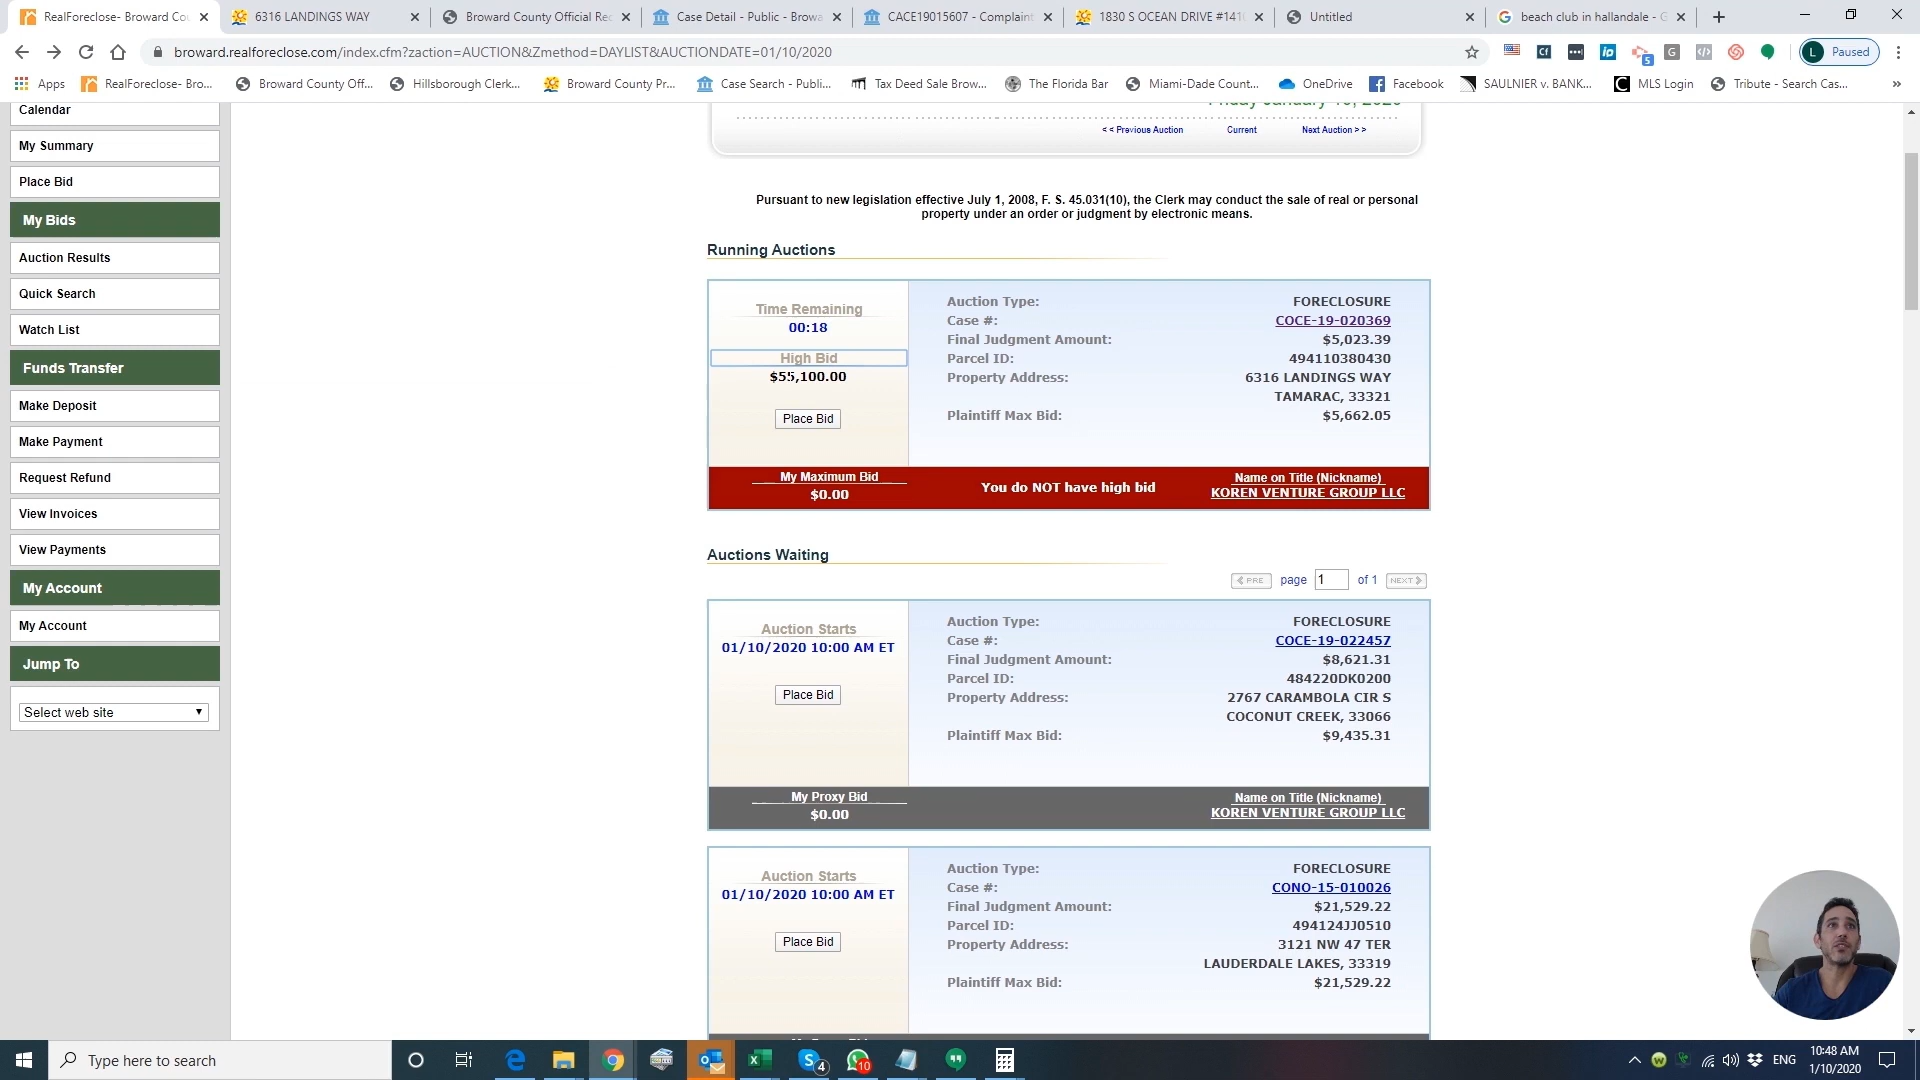 RealForeclose- Broward Co
6316 LANDINGS WAY
Broward County Official Rec
Case Detail - Public - Browa
CACE19015607 - Complaint
1830 S OCEAN DRIVE #1410
Untitled
beach club in hallandale - G
broward.realforeclose.com/index.cfm?zaction=AUCTION&Zmethod=DAYLIST&AUCTIONDATE=01/10/2020
L Paused
Apps
RealForeclose- Bro...
Broward County Off...
Hillsborough Clerk...
Broward County Pr...
Case Search - Publi...
Tax Deed Sale Brow...
The Florida Bar
Miami-Dade Count...
OneDrive
Facebook
SAULNIER v. BANK...
MLS Login
Tribute - Search Cas...
Calendar
My Summary
Place Bid
My Bids
Auction Results
Quick Search
Watch List
Funds Transfer
Make Deposit
Make Payment
Request Refund
View Invoices
View Payments
My Account
My Account
Jump To
Select web site
Friday January 10, 2020
< < Previous Auction Current Next Auction > >
Pursuant to new legislation effective July 1, 2008, F. S. 45.031(10), the Clerk may conduct the sale of real or personal
property under an order or judgment by electronic means.
Running Auctions
Time Remaining
00:18
High Bid
$55,100.00
Place Bid
Auction Type: FORECLOSURE
Case #: COCE-19-020369
Final Judgment Amount: $5,023.39
Parcel ID: 494110380430
Property Address: 6316 LANDINGS WAY
TAMARAC, 33321
Plaintiff Max Bid: $5,662.05
My Maximum Bid
$0.00
You do NOT have high bid
Name on Title (Nickname)
KOREN VENTURE GROUP LLC
Auctions Waiting
PRE page 1 of 1 NEXT
Auction Starts
01/10/2020 10:00 AM ET
Place Bid
Auction Type: FORECLOSURE
Case #: COCE-19-022457
Final Judgment Amount: $8,621.31
Parcel ID: 484220DK0200
Property Address: 2767 CARAMBOLA CIR S
COCONUT CREEK, 33066
Plaintiff Max Bid: $9,435.31
My Proxy Bid
$0.00
Name on Title (Nickname)
KOREN VENTURE GROUP LLC
Auction Starts
01/10/2020 10:00 AM ET
Place Bid
Auction Type: FORECLOSURE
Case #: CONO-15-010026
Final Judgment Amount: $21,529.22
Parcel ID: 494124JJ0510
Property Address: 3121 NW 47 TER
LAUDERDALE LAKES, 33319
Plaintiff Max Bid: $21,529.22
Type here to search
ENG
10:48 AM
1/10/2020